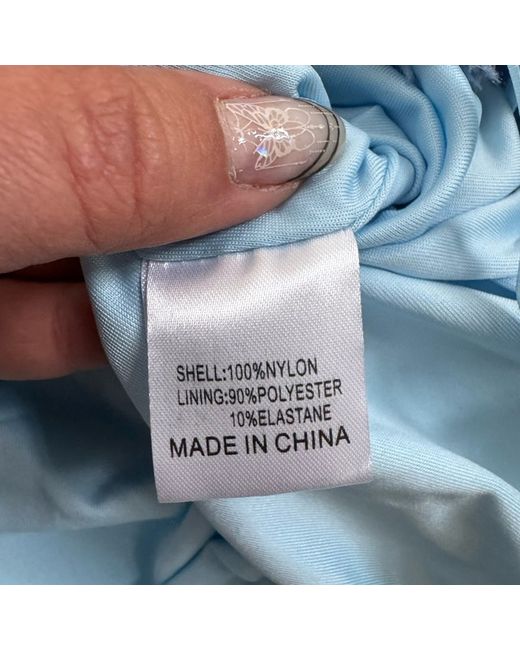 SHELL:100%NYLON
LINING:90%POLYESTER
10%ELASTANE
MADE IN CHINA